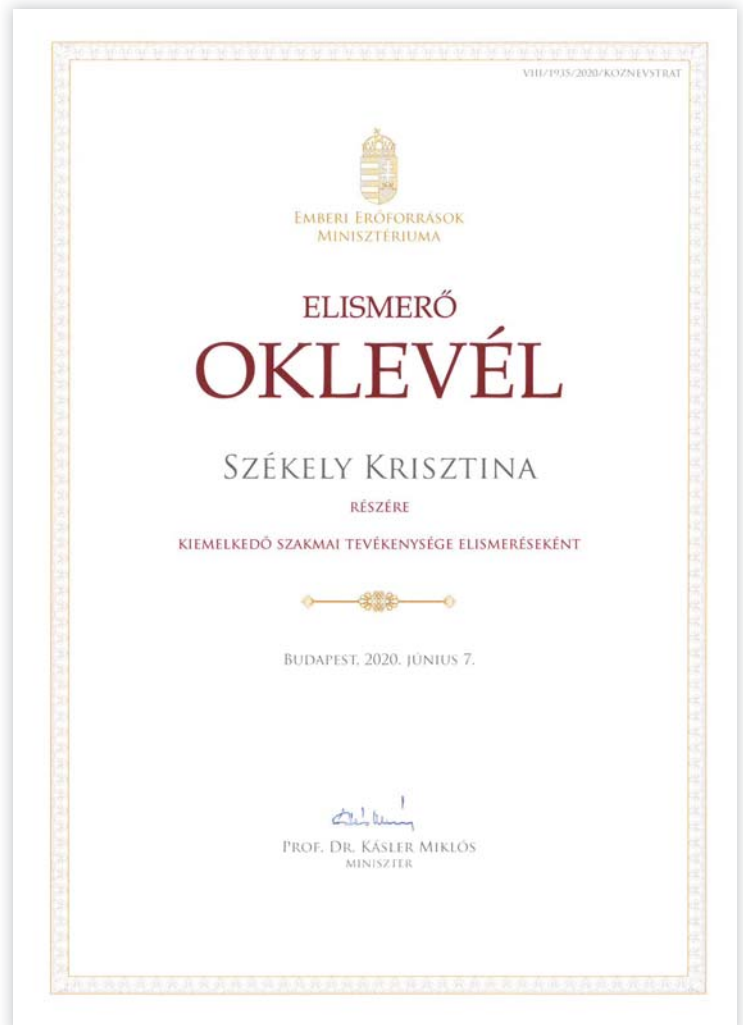 VIII/1935/2020/KOZNEVSTRAT
EMBERI ERŐFORRÁSOK
MINISZTÉRIUMA
ELISMERŐ
OKLEVÉL
SZÉKELY KRISZTINA
RÉSZÉRE
KIEMELKEDŐ SZAKMAI TEVÉKENYSÉGE ELISMERÉSEKÉNT
BUDAPEST, 2020. JÚNIUS 7.
PROF. DR. KÁSLER MIKLÓS
MINISZTER